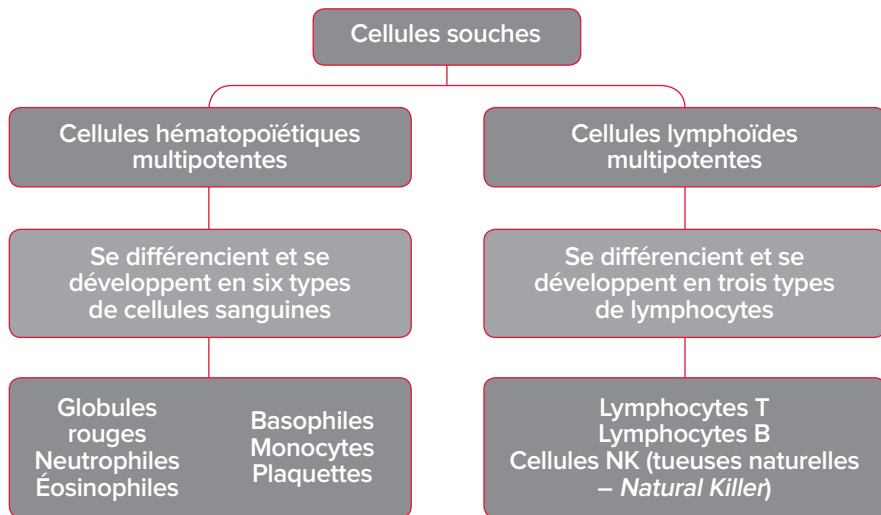 Cellules souches
Cellules hématopoïétiques
multipotentes
Cellules lymphoïdes
multipotentes
Se différencient et se
développent en six types
de cellules sanguines
Se différencient et se
développent en trois types
de lymphocytes
Globules
rouges
Neutrophiles
Éosinophiles
Basophiles
Monocytes
Plaquettes
Lymphocytes T
Lymphocytes B
Cellules NK (tueuses naturelles
– Natural Killer)